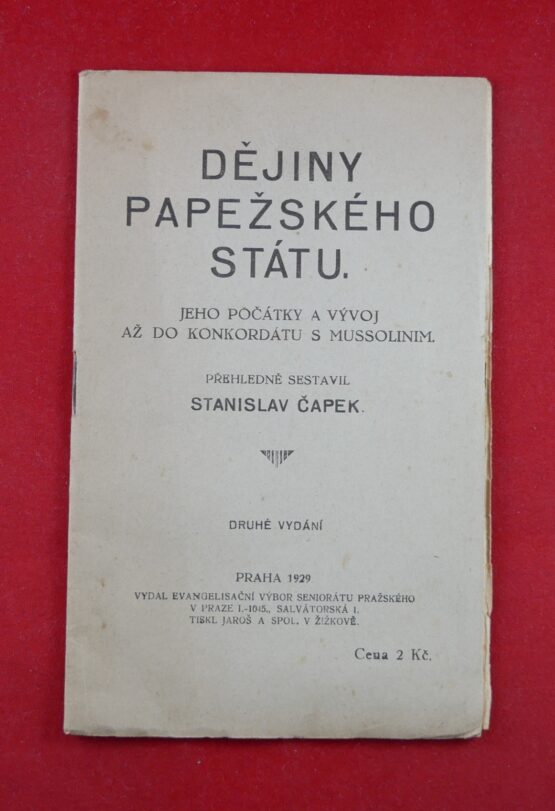 DĚJINY
PAPEŽSKÉHO
STÁTU.
JEHO POČÁTKY A VÝVOJ
AŽ DO KONKORDÁTU S MUSSOLINIM.
PŘEHLEDNĚ SESTAVIL
STANISLAV ČAPEK.
DRUHÉ VYDÁNÍ
PRAHA 1929
VYDAL EVANGELISAČNÍ VÝBOR SENIORÁTU PRAŽSKÉHO
V PRAZE I.-1045., SALVÁTORSKÁ 1.
TISKL JAROŠ A SPOL. V ŽIŽKOVĚ.
Cena 2 Kč.